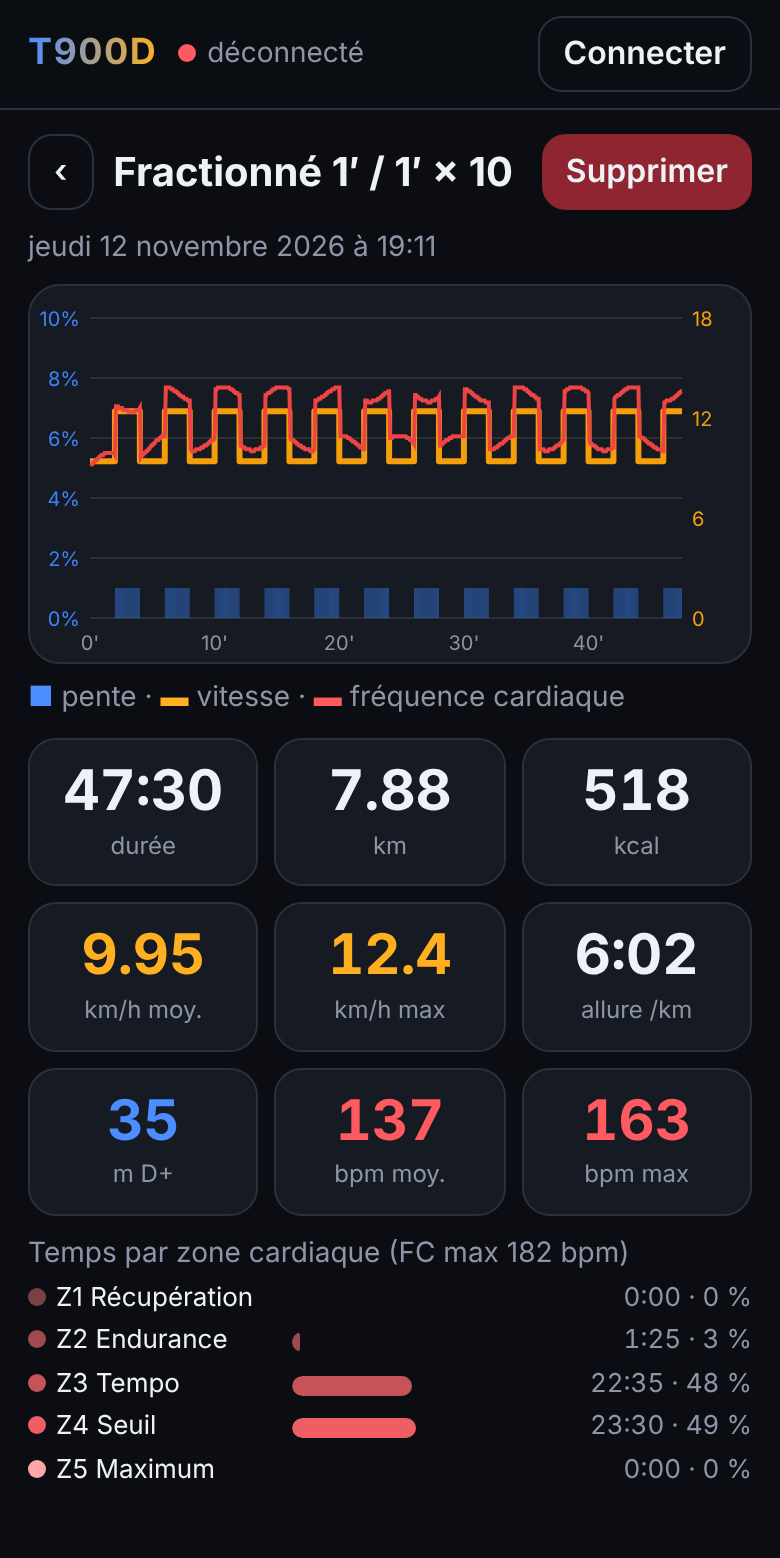 T900D déconnecté Connecter
‹ Fractionné 1′ / 1′ × 10 Supprimer
jeudi 12 novembre 2026 à 19:11
10% 18
8%
12
6%
4%
6
2%
0% 0
0' 10' 20' 30' 40'
pente · vitesse · fréquence cardiaque
47:30 7.88 518
durée km kcal
9.95 12.4 6:02
km/h moy. km/h max allure /km
35 137 163
m D+ bpm moy. bpm max
Temps par zone cardiaque (FC max 182 bpm)
Z1 Récupération 0:00 · 0 %
Z2 Endurance 1:25 · 3 %
Z3 Tempo 22:35 · 48 %
Z4 Seuil 23:30 · 49 %
Z5 Maximum 0:00 · 0 %